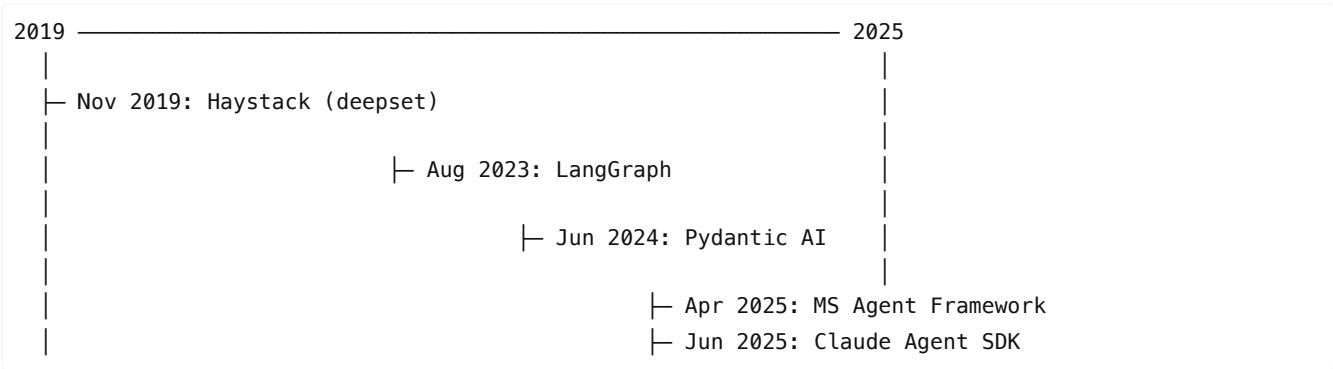 2019 ─────────────────────────────────────────────── 2025
Nov 2019: Haystack (deepset)
Aug 2023: LangGraph
Jun 2024: Pydantic AI
Apr 2025: MS Agent Framework
Jun 2025: Claude Agent SDK